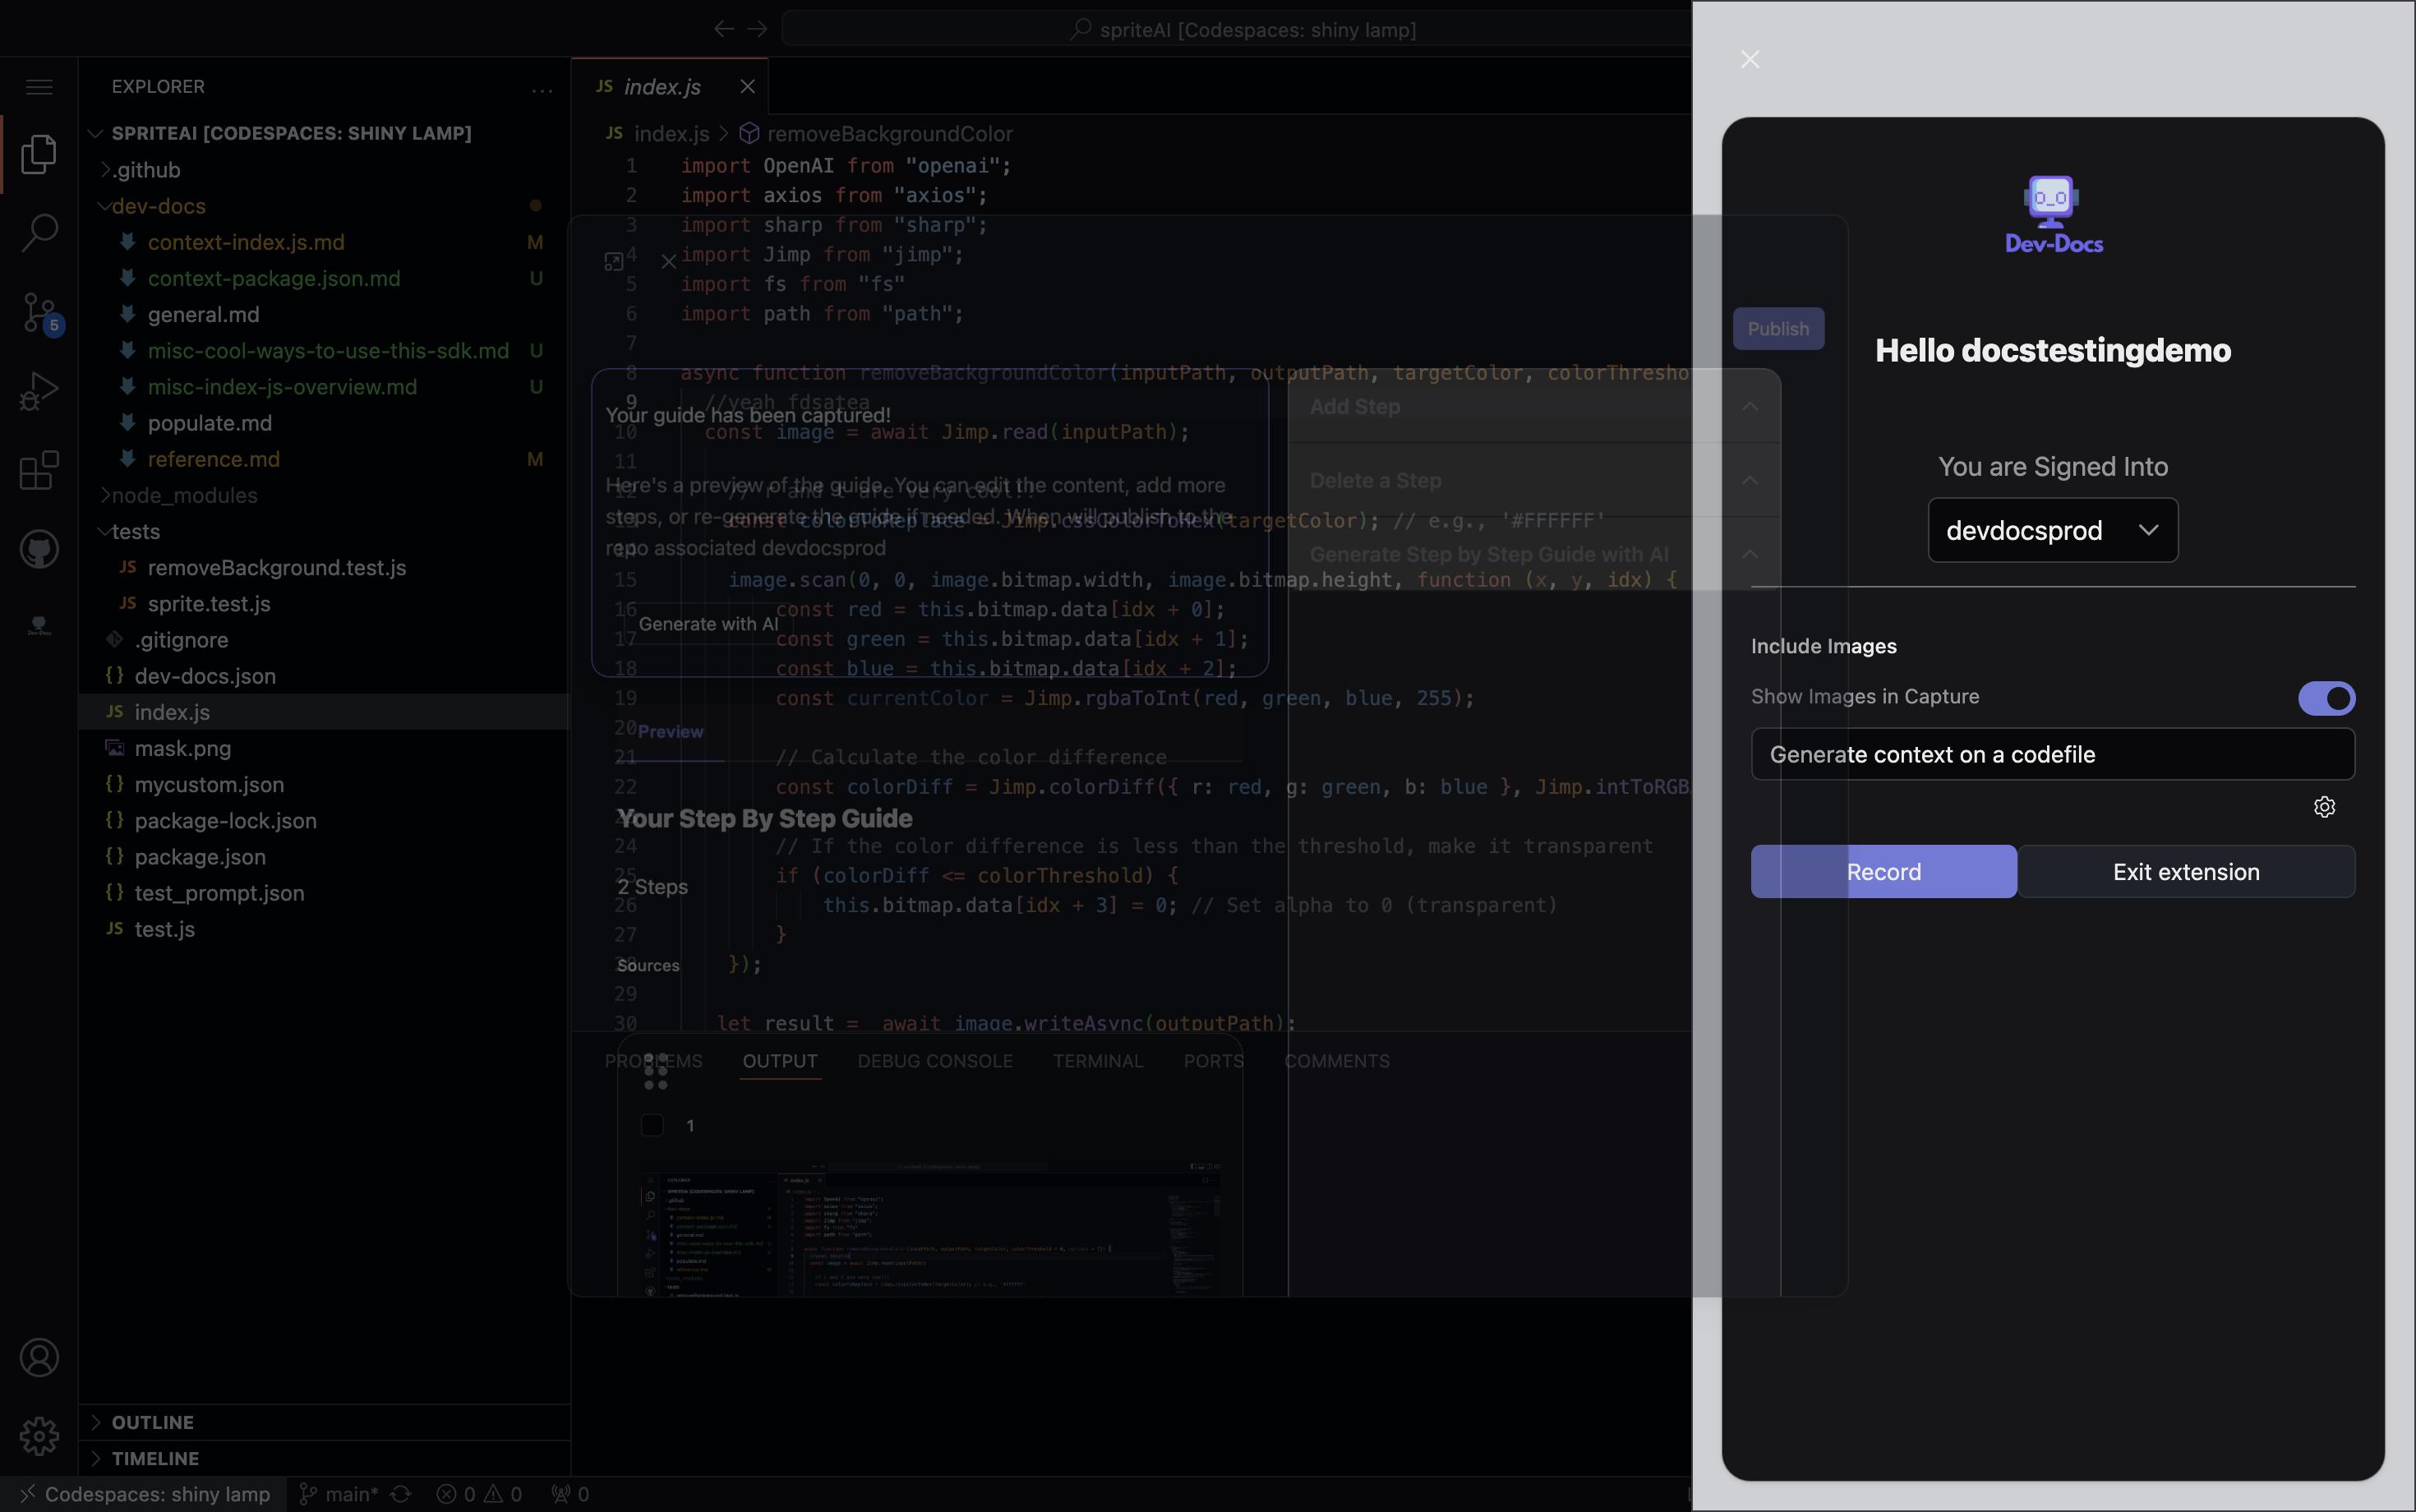 spriteAI [Codespaces: shiny lamp]
EXPLORER
...
SPRITEAI [CODESPACES: SHINY LAMP]
.github
dev-docs
context-index.js.md M
context-package.json.md U
general.md
misc-cool-ways-to-use-this-sdk.md U
misc-index-js-overview.md U
populate.md
reference.md M
node_modules
tests
JS removeBackground.test.js
JS sprite.test.js
.gitignore
{} dev-docs.json
JS index.js
mask.png
{} mycustom.json
{} package-lock.json
{} package.json
{} test_prompt.json
JS test.js
OUTLINE
TIMELINE
5
JS index.js
JS index.js > removeBackgroundColor
1 import OpenAI from "openai";
2 import axios from "axios";
3 import sharp from "sharp";
4 import Jimp from "jimp";
5 import fs from "fs"
6 import path from "path";
7
8 async function removeBackgroundColor(inputPath, outputPath, targetColor, colorThresho
9 //yeah fdsatea
10 const image = await Jimp.read(inputPath);
11
12 // r and t are very cool!!
const colorToReplace = Jimp.cssColorToHex(targetColor); // e.g., '#FFFFFF'
15 image.scan(0, 0, image.bitmap.width, image.bitmap.height, function (x, y, idx) {
16 const red = this.bitmap.data[idx + 0];
17 const green = this.bitmap.data[idx + 1];
18 const blue = this.bitmap.data[idx + 2];
19 const currentColor = Jimp.rgbaToInt(red, green, blue, 255);
20
21 // Calculate the color difference
22 const colorDiff = Jimp.colorDiff({ r: red, g: green, b: blue }, Jimp.intToRGB
24 // If the color difference is less than the threshold, make it transparent
25 if (colorDiff <= colorThreshold) {
26 this.bitmap.data[idx + 3] = 0; // Set alpha to 0 (transparent)
27 }
});
29
30 let result = await image.writeAsync(outputPath);
Publish
Your guide has been captured!
Here's a preview of the guide. You can edit the content, add more
steps, or re-generate the guide if needed. When will publish to the
repo associated devdocsprod
Generate with AI
Add Step
Delete a Step
Generate Step by Step Guide with AI
Preview
Your Step By Step Guide
2 Steps
Sources
PROBLEMS OUTPUT DEBUG CONSOLE TERMINAL PORTS COMMENTS
1
Dev-Docs
Hello docstestingdemo
You are Signed Into
devdocsprod
Include Images
Show Images in Capture
Generate context on a codefile
Record Exit extension
Codespaces: shiny lamp main* 0 0 0